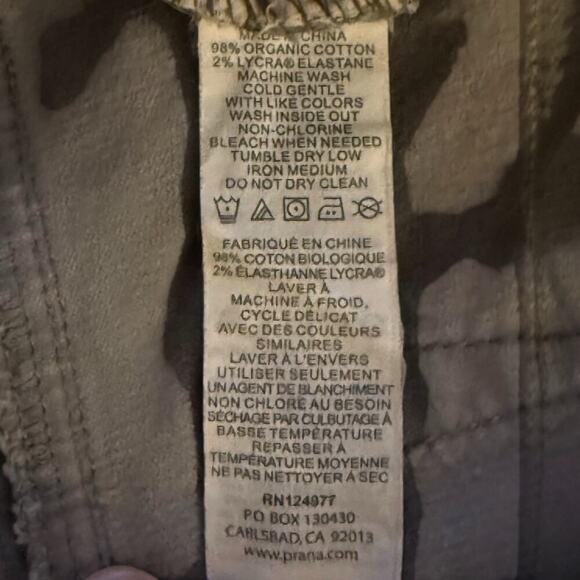 MADE IN CHINA
98% ORGANIC COTTON
2% LYCRA® ELASTANE
MACHINE WASH
COLD GENTLE
WITH LIKE COLORS
WASH INSIDE OUT
NON-CHLORINE
BLEACH WHEN NEEDED
TUMBLE DRY LOW
IRON MEDIUM
DO NOT DRY CLEAN
FABRIQUÉ EN CHINE
98% COTON BIOLOGIQUE
2% ÉLASTHANNE LYCRA®
LAVER À
MACHINE À FROID,
CYCLE DÉLICAT
AVEC DES COULEURS
SIMILAIRES
LAVER À L'ENVERS
UTILISER SEULEMENT
UN AGENT DE BLANCHIMENT
NON CHLORÉ AU BESOIN
SÉCHAGE PAR CULBUTAGE À
BASSE TEMPÉRATURE
REPASSER À
TEMPÉRATURE MOYENNE
NE PAS NETTOYER À SEC
RN124977
PO BOX 130430
CARLSBAD, CA 92013
www.prana.com